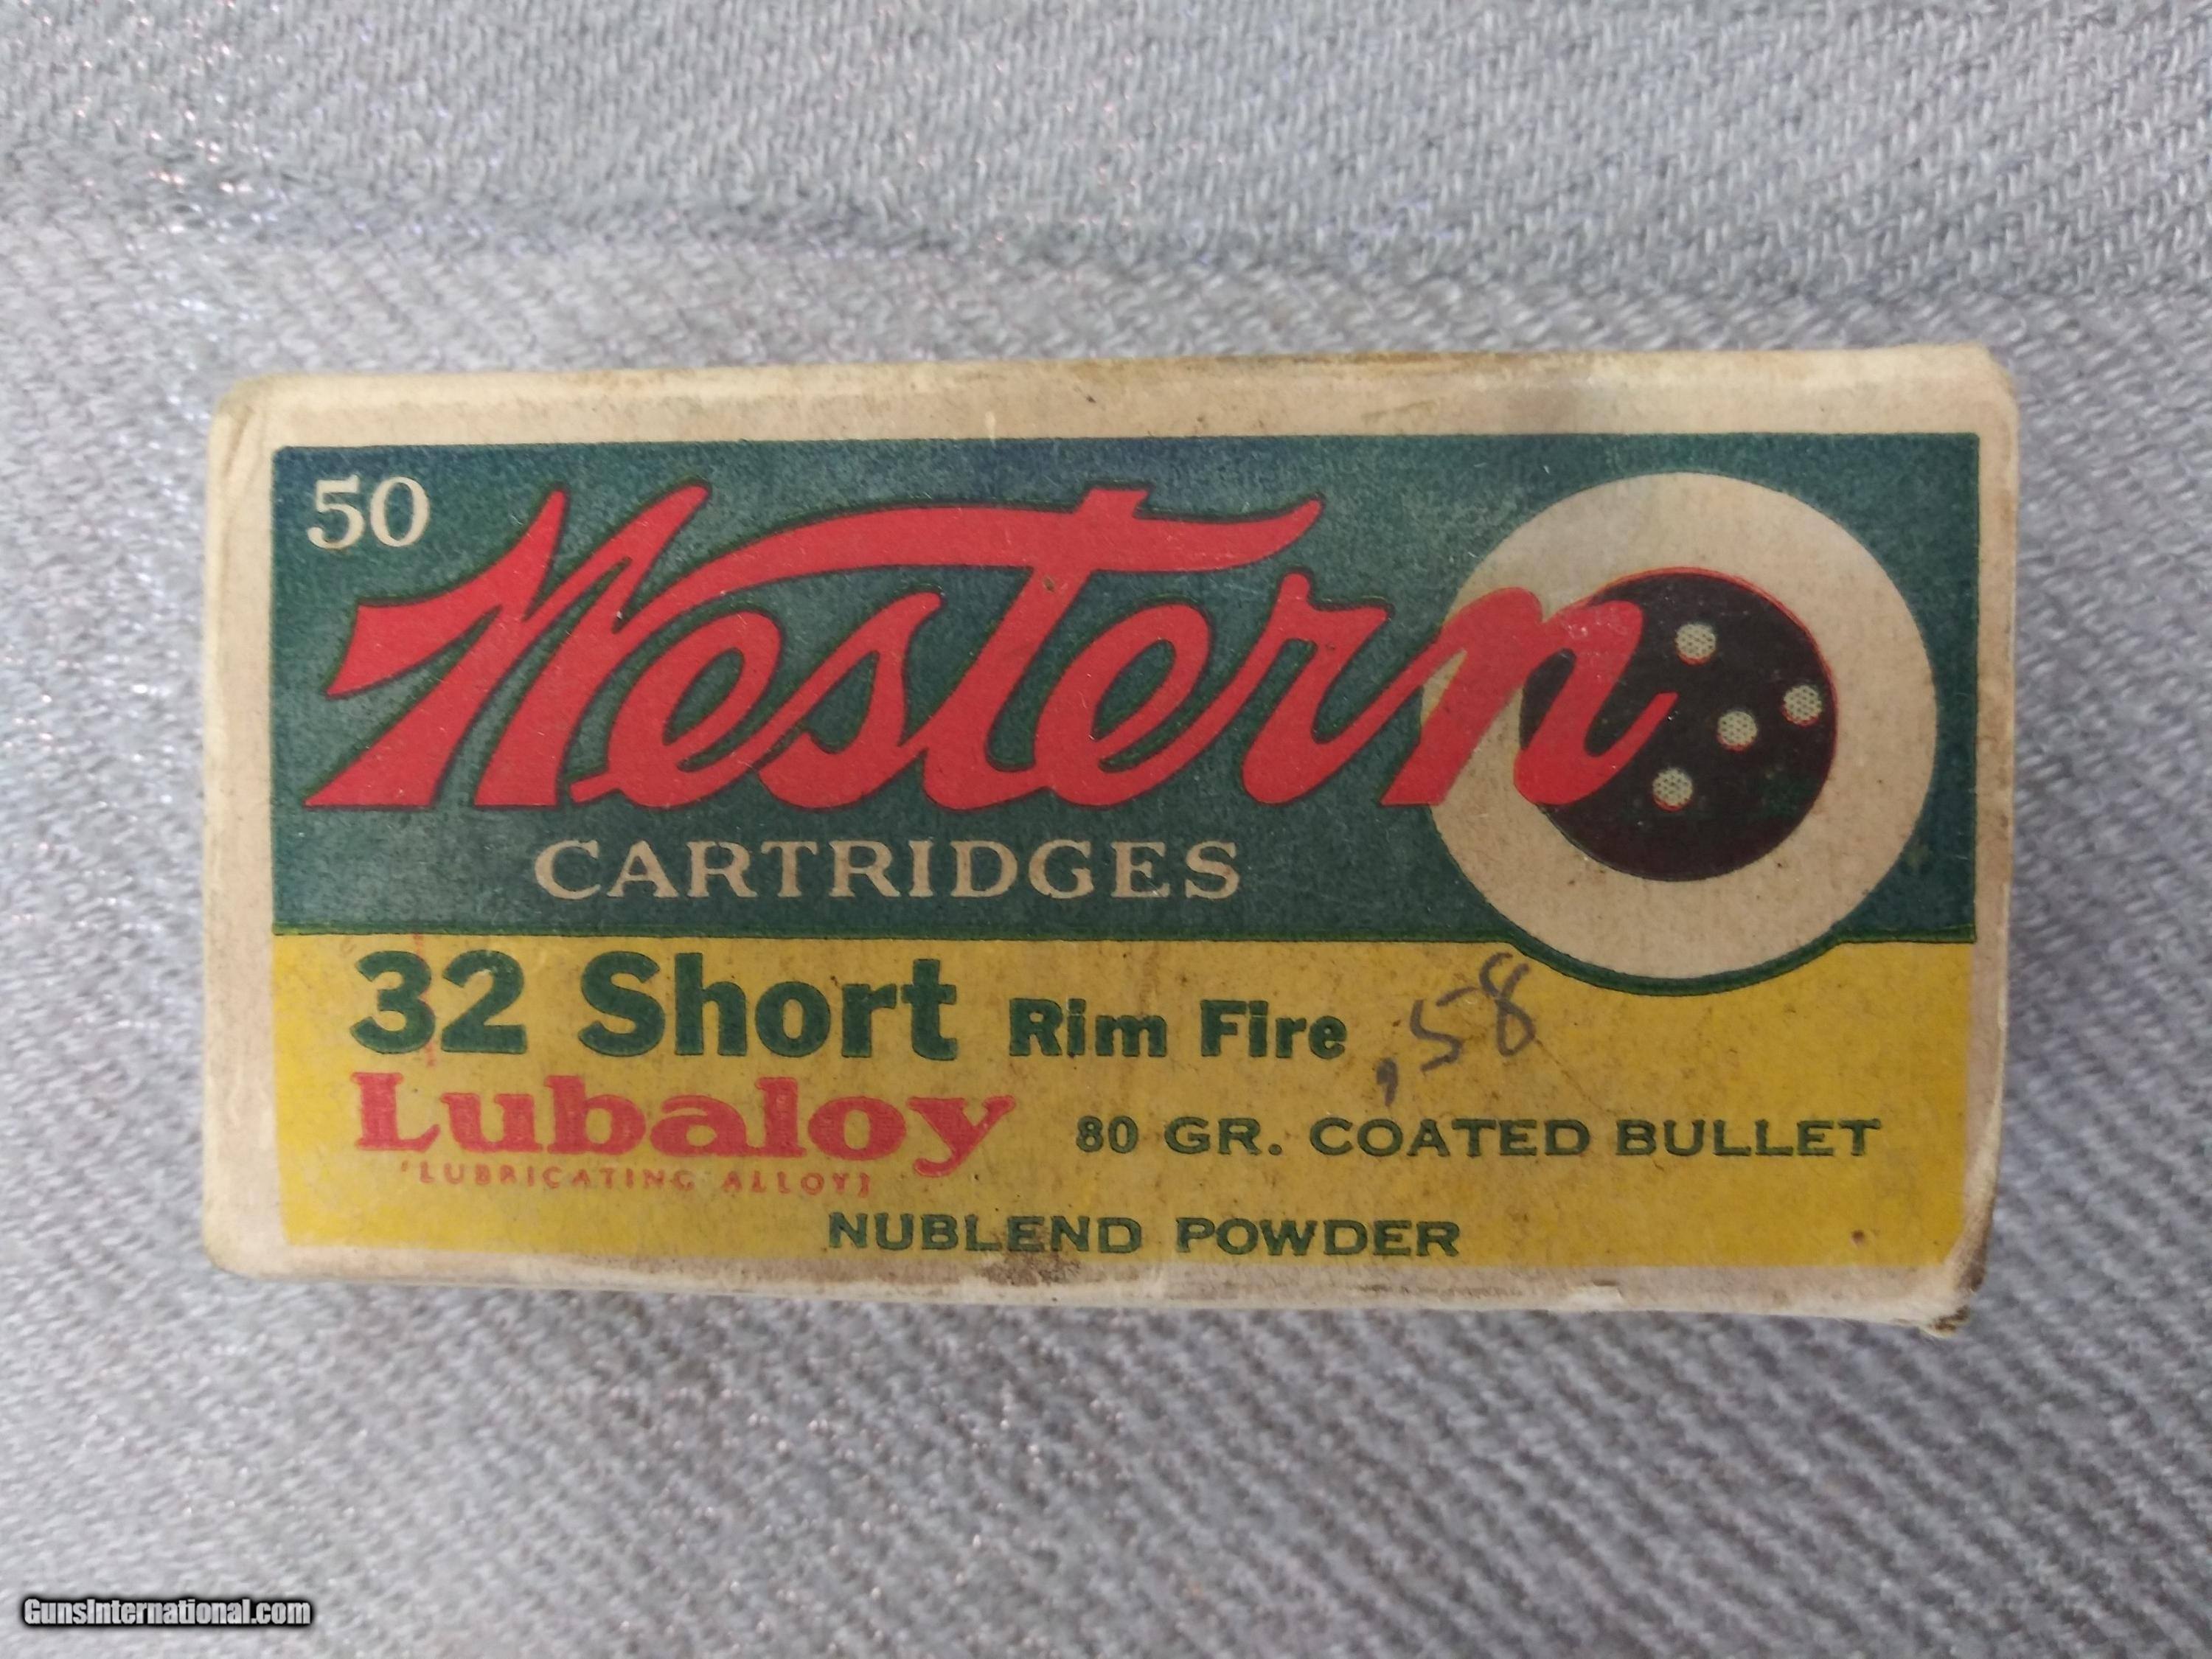 50
Western
CARTRIDGES
32 Short Rim Fire .58
Lubaloy 80 GR. COATED BULLET
(LUBRICATING ALLOY)
NUBLEND POWDER
GunsInternational.com